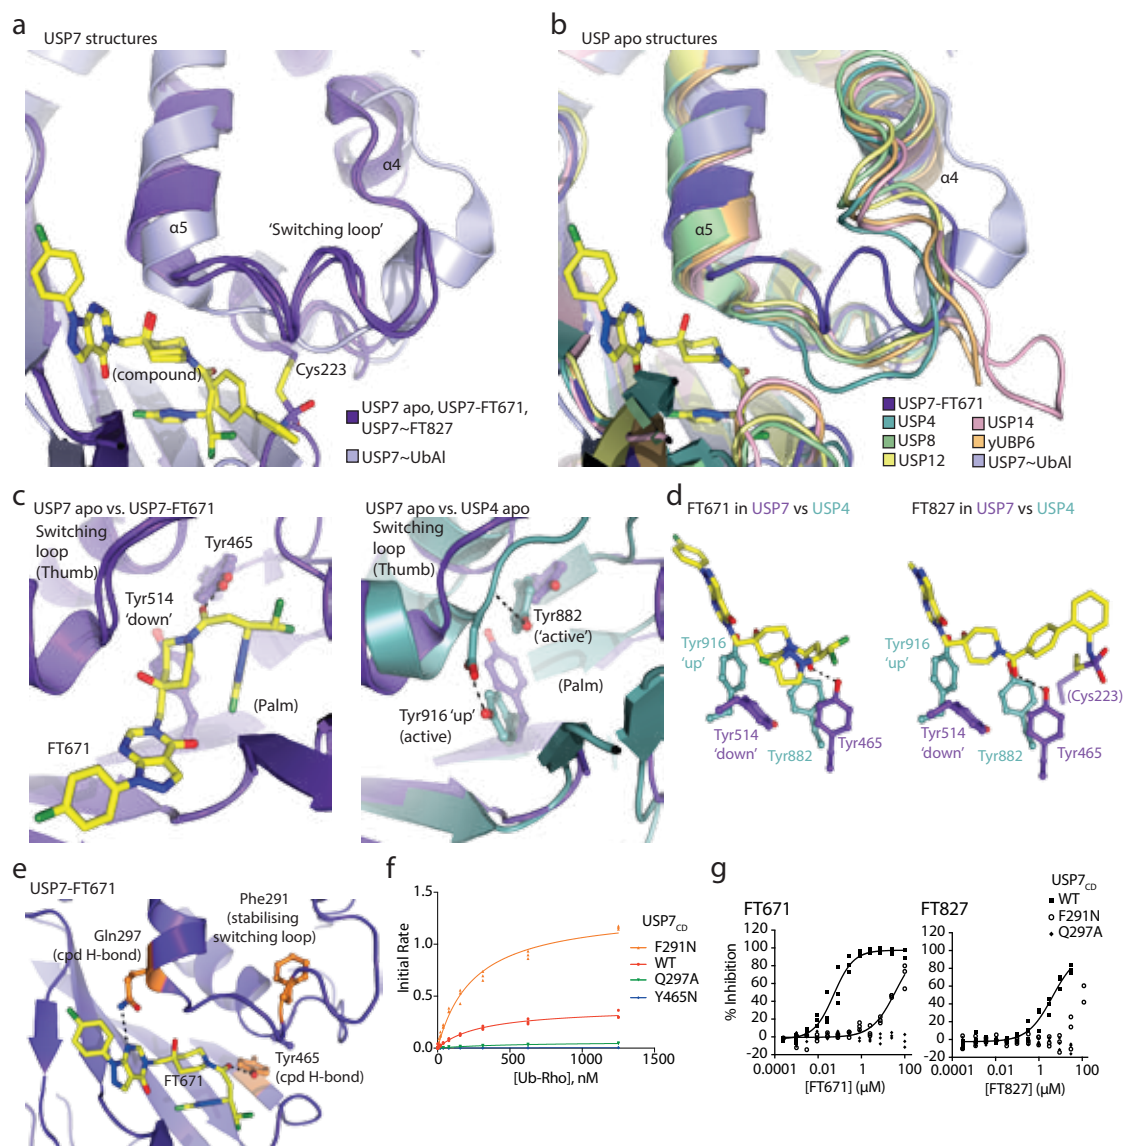 a
USP7 structures
α4
α5
'Switching loop'
(compound)
Cys223
USP7 apo, USP7-FT671,
USP7~FT827
USP7~UbAl
b
USP apo structures
α4
α5
USP7-FT671
USP4
USP8
USP12
USP14
yUBP6
USP7~UbAl
c
USP7 apo vs. USP7-FT671
Switching
loop
(Thumb)
Tyr465
Tyr514
'down'
(Palm)
FT671
USP7 apo vs. USP4 apo
Switching
loop
(Thumb)
Tyr882
('active')
(Palm)
Tyr916 'up'
(active)
d
FT671 in USP7 vs USP4
Tyr916
'up'
Tyr514
'down'
Tyr882
Tyr465
FT827 in USP7 vs USP4
Tyr916
'up'
(Cys223)
Tyr514
'down'
Tyr882
Tyr465
e
USP7-FT671
Phe291
(stabilising
switching loop)
Gln297
(cpd H-bond)
Tyr465
(cpd H-bond)
FT671
f
1.5
1.0
0.5
0.0
0
500
1000
1500
Initial Rate
[Ub-Rho], nM
USP7CD
F291N
WT
Q297A
Y465N
g
USP7CD
WT
F291N
Q297A
FT671
120
100
80
60
40
20
0
-20
% Inhibition
0.0001
0.01
1
100
[FT671] (µM)
FT827
120
100
80
60
40
20
0
-20
0.0001
0.01
1
100
[FT827] (µM)